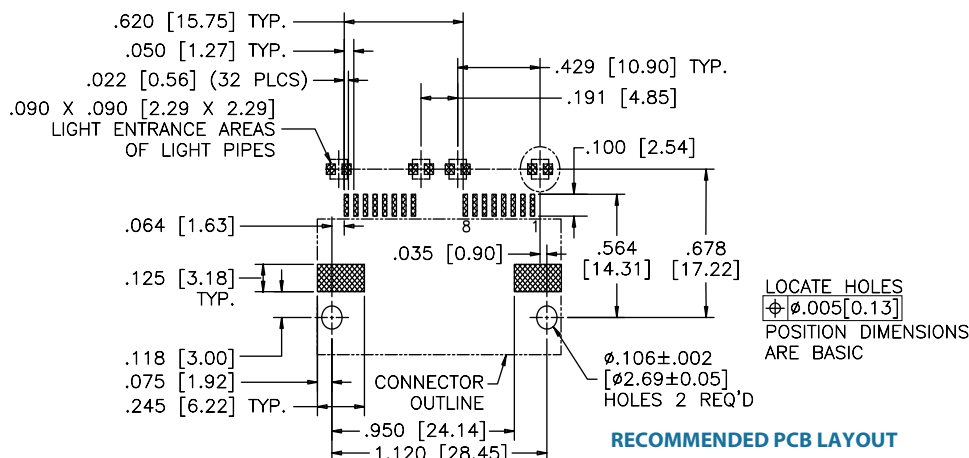 .620 [15.75] TYP.
.050 [1.27] TYP.
.022 [0.56] (32 PLCS)
.090 X .090 [2.29 X 2.29]
LIGHT ENTRANCE AREAS
OF LIGHT PIPES
.429 [10.90] TYP.
.191 [4.85]
.100 [2.54]
.064 [1.63]
8
1
.035 [0.90]
.564
[14.31]
.678
[17.22]
.125 [3.18]
TYP.
LOCATE HOLES
⌖ ø.005[0.13]
POSITION DIMENSIONS
ARE BASIC
.118 [3.00]
.075 [1.92]
.245 [6.22] TYP.
CONNECTOR
OUTLINE
ø.106±.002
[ø2.69±0.05]
HOLES 2 REQ'D
.950 [24.14]
1.120 [28.45]
RECOMMENDED PCB LAYOUT